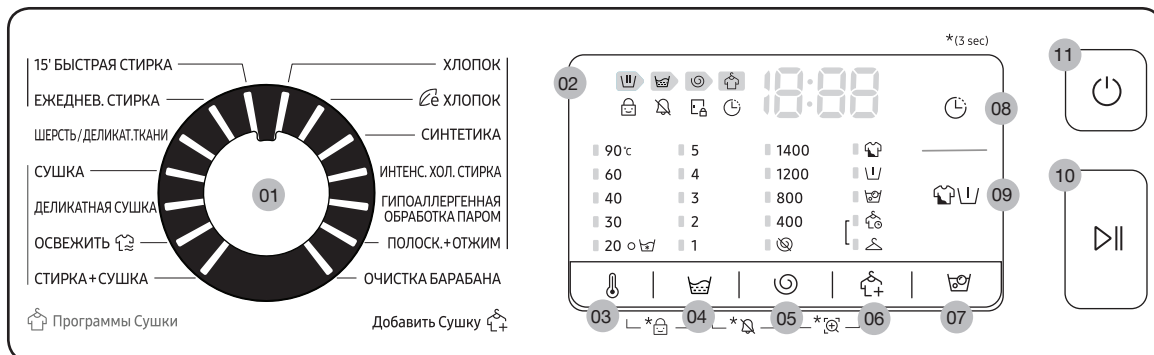 *(3 sec)
15' БЫСТРАЯ СТИРКА
ЕЖЕДНЕВ. СТИРКА
ШЕРСТЬ/ДЕЛИКАТ.ТКАНИ
СУШКА
ДЕЛИКАТНАЯ СУШКА
ОСВЕЖИТЬ
СТИРКА+СУШКА
01
ХЛОПОК
ХЛОПОК
СИНТЕТИКА
ИНТЕНС. ХОЛ. СТИРКА
ГИПОАЛЛЕРГЕННАЯ
ОБРАБОТКА ПАРОМ
ПОЛОСК.+ОТЖИМ
ОЧИСТКА БАРАБАНА
Программы Сушки
Добавить Сушку
02
18:88
90℃ 5 1400
60 4 1200
40 3 800
30 2 400
20 1
03 * 04 * 05 * 06 07
08
09
10
11